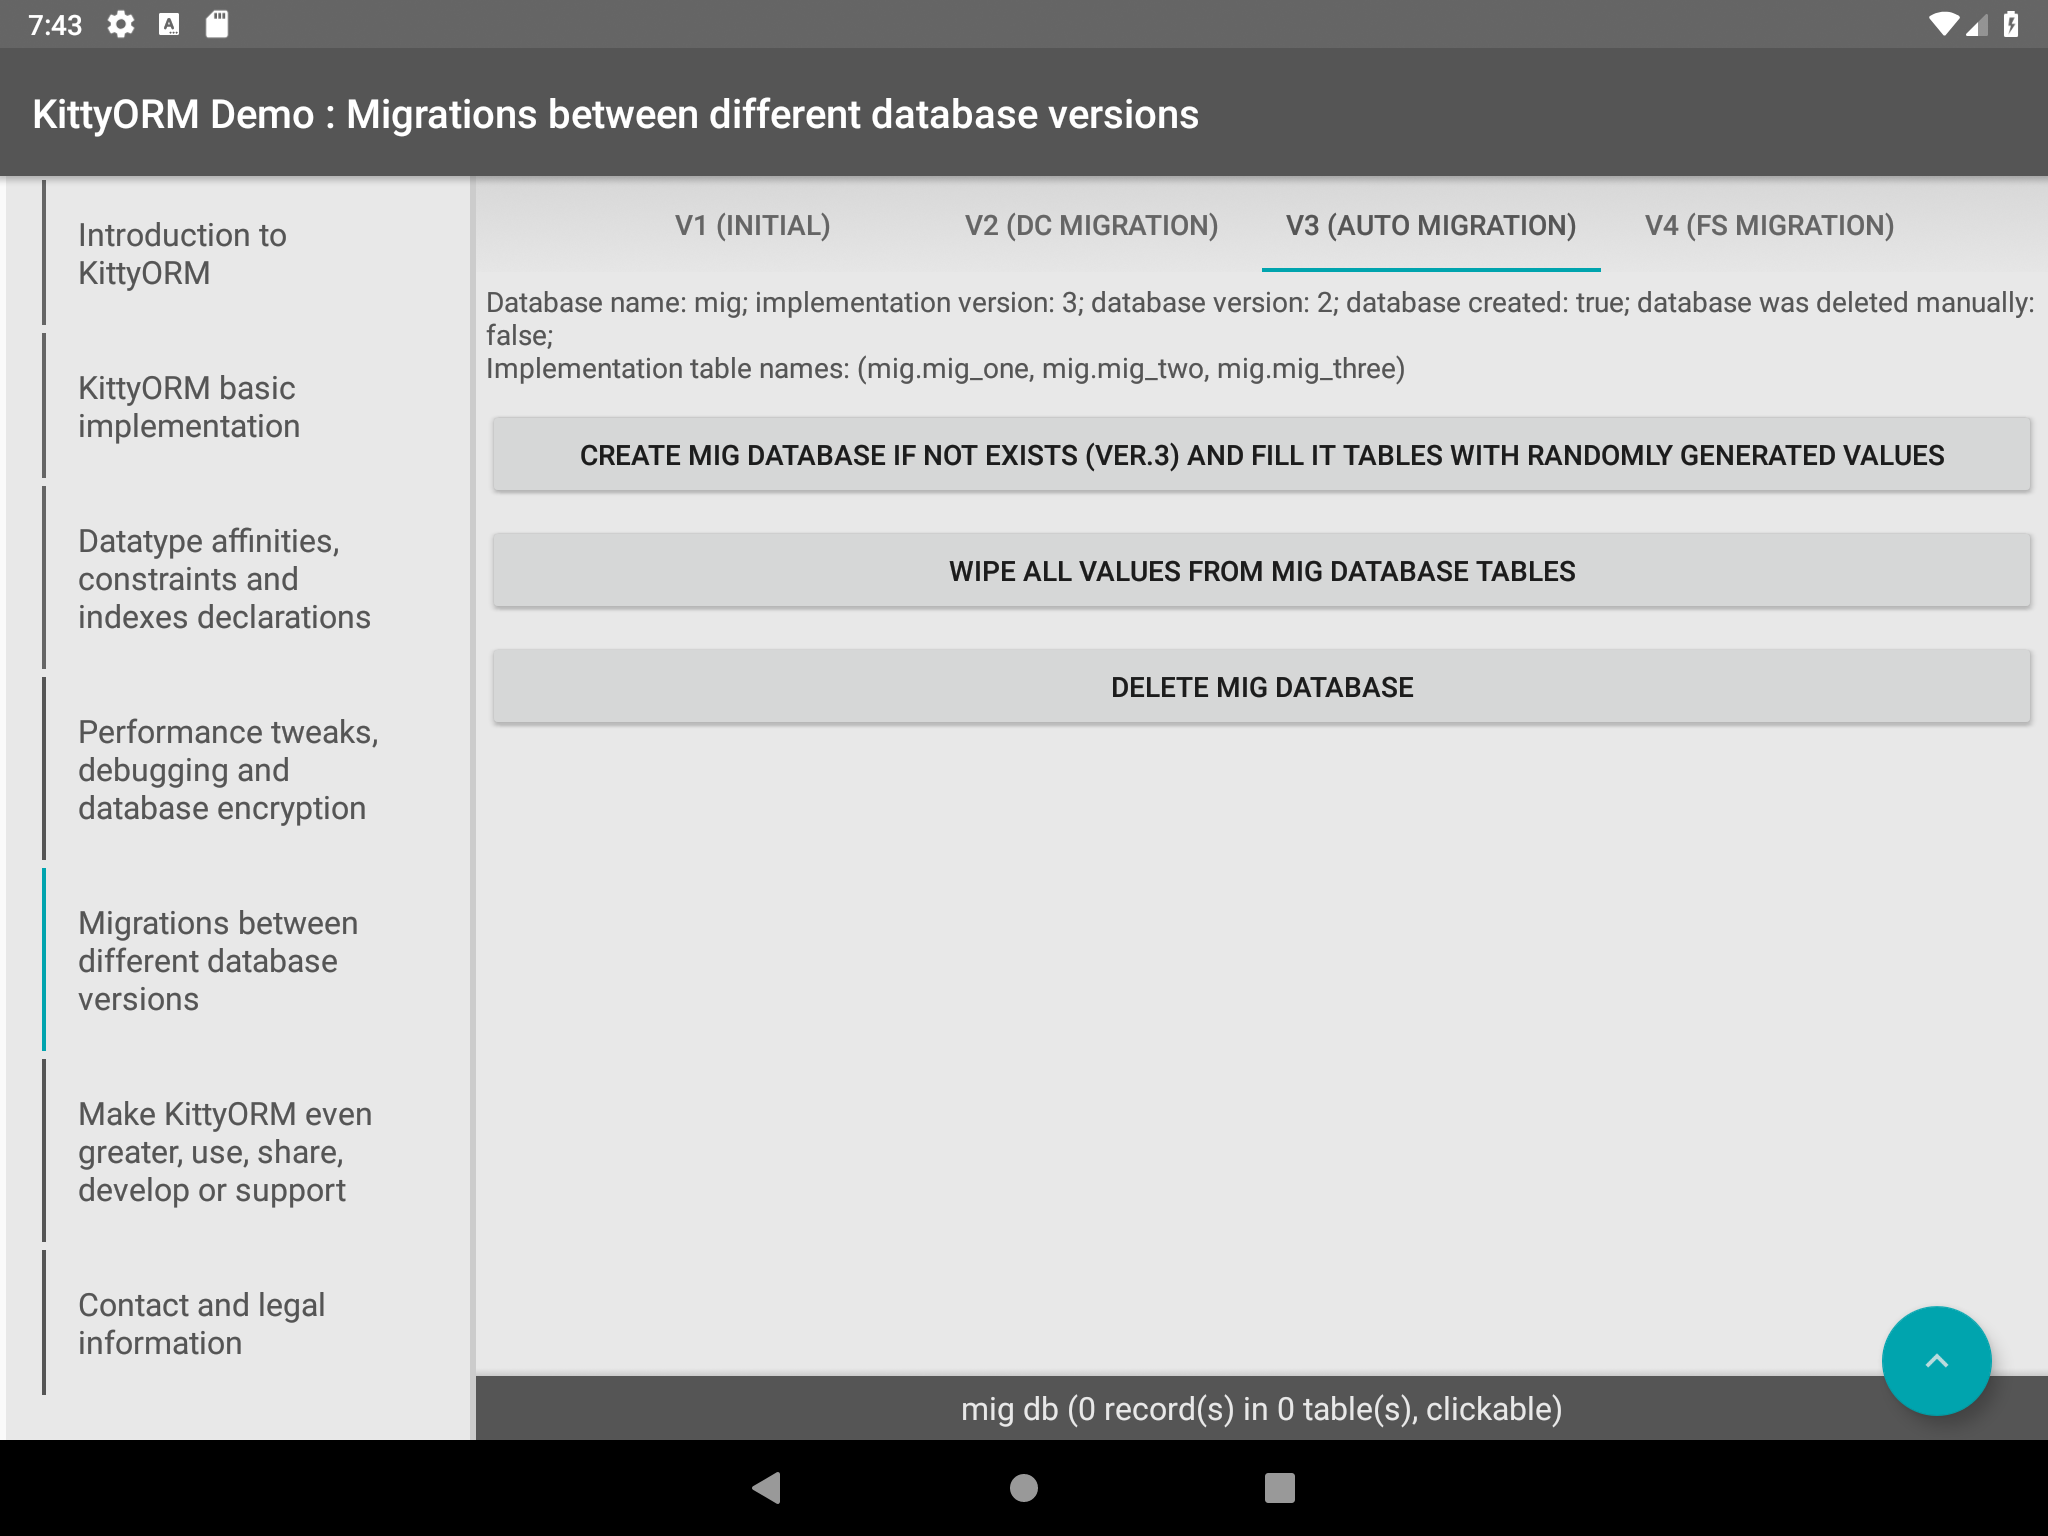 7:43
KittyORM Demo : Migrations between different database versions
Introduction to
KittyORM
KittyORM basic
implementation
Datatype affinities,
constraints and
indexes declarations
Performance tweaks,
debugging and
database encryption
Migrations between
different database
versions
Make KittyORM even
greater, use, share,
develop or support
Contact and legal
information
V1 (INITIAL)
V2 (DC MIGRATION)
V3 (AUTO MIGRATION)
V4 (FS MIGRATION)
Database name: mig; implementation version: 3; database version: 2; database created: true; database was deleted manually:
false;
Implementation table names: (mig.mig_one, mig.mig_two, mig.mig_three)
CREATE MIG DATABASE IF NOT EXISTS (VER.3) AND FILL IT TABLES WITH RANDOMLY GENERATED VALUES
WIPE ALL VALUES FROM MIG DATABASE TABLES
DELETE MIG DATABASE
mig db (0 record(s) in 0 table(s), clickable)